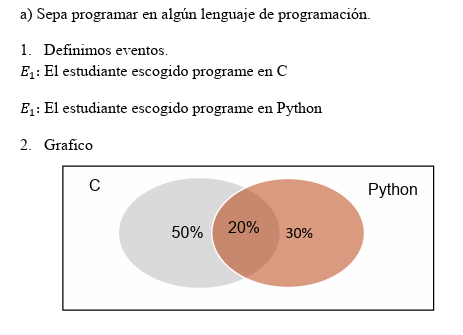 a) Sepa programar en algún lenguaje de programación.
1. Definimos eventos.
E₁: El estudiante escogido programe en C
E₁: El estudiante escogido programe en Python
2. Grafico
C
Python
50% 20% 30%